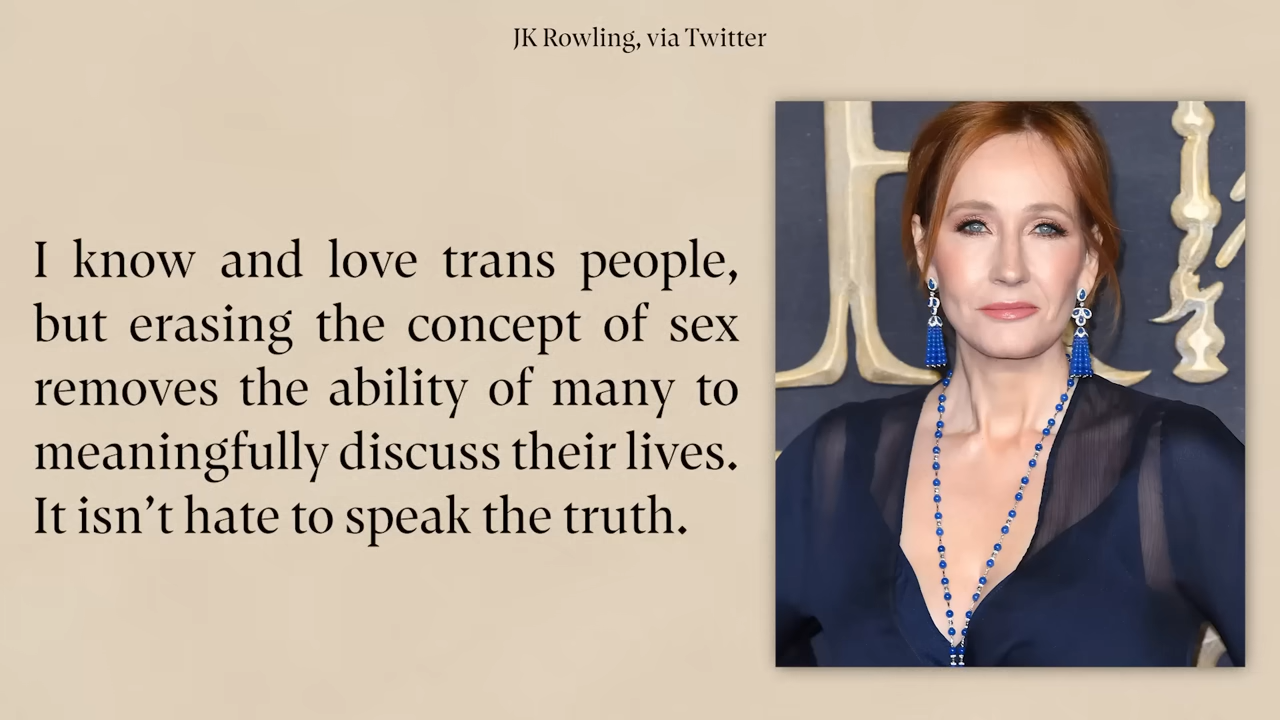 JK Rowling, via Twitter
I know and love trans people,
but erasing the concept of sex
removes the ability of many to
meaningfully discuss their lives.
It isn’t hate to speak the truth.